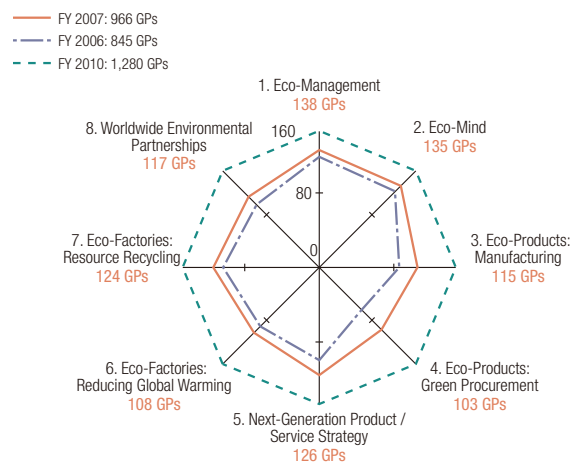 FY 2007: 966 GPs
FY 2006: 845 GPs
FY 2010: 1,280 GPs
1. Eco-Management
138 GPs
2. Eco-Mind
135 GPs
3. Eco-Products:
Manufacturing
115 GPs
4. Eco-Products:
Green Procurement
103 GPs
5. Next-Generation Product /
Service Strategy
126 GPs
6. Eco-Factories:
Reducing Global Warming
108 GPs
7. Eco-Factories:
Resource Recycling
124 GPs
8. Worldwide Environmental
Partnerships
117 GPs
160
80
0